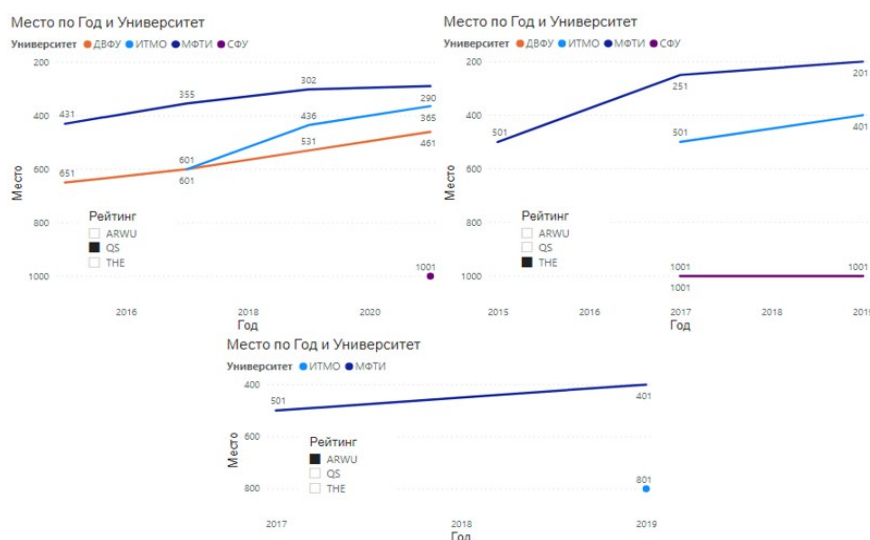 Место по Год и Университет
Университет ДВФУ ИТМО МФТИ СФУ
200
400
600
800
1000
Место
431
355
302
290
601
436
365
651
601
531
461
1001
Рейтинг
ARWU
QS
THE
2016
2018
2020
Год
Место по Год и Университет
Университет ДВФУ ИТМО МФТИ СФУ
200
400
600
800
1000
Место
501
251
201
501
401
1001
1001
1001
Рейтинг
ARWU
QS
THE
2015
2016
2017
2018
2019
Год
Место по Год и Университет
Университет ИТМО МФТИ
400
600
800
Место
501
401
801
Рейтинг
ARWU
QS
THE
2017
2018
2019
Год